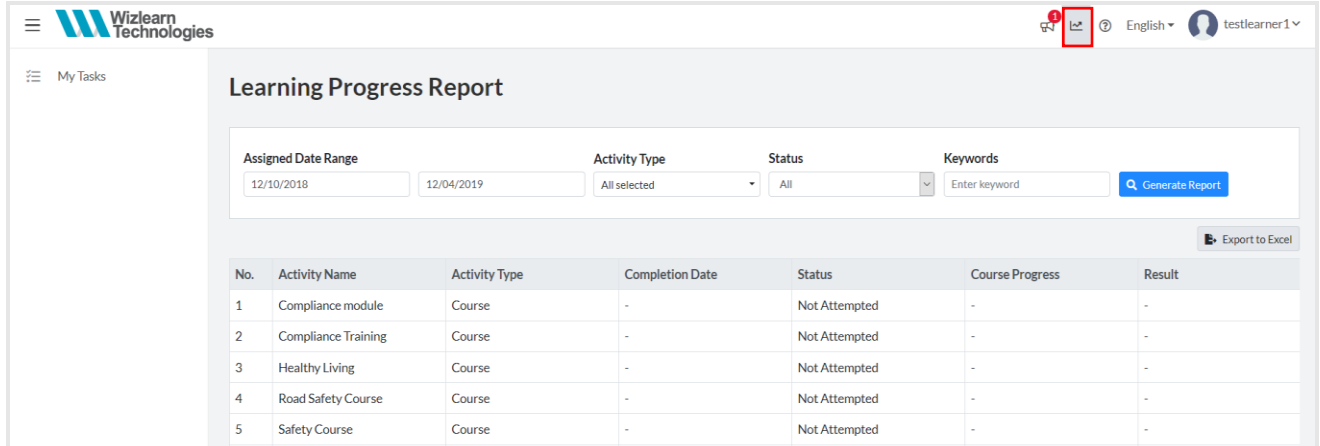 Wizlearn
Technologies
1
English
testlearner1
My Tasks
Learning Progress Report
Assigned Date Range Activity Type Status Keywords
12/10/2018 12/04/2019 All selected All Enter keyword Generate Report
Export to Excel
No. Activity Name Activity Type Completion Date Status Course Progress Result
1 Compliance module Course - Not Attempted - -
2 Compliance Training Course - Not Attempted - -
3 Healthy Living Course - Not Attempted - -
4 Road Safety Course Course - Not Attempted - -
5 Safety Course Course - Not Attempted - -